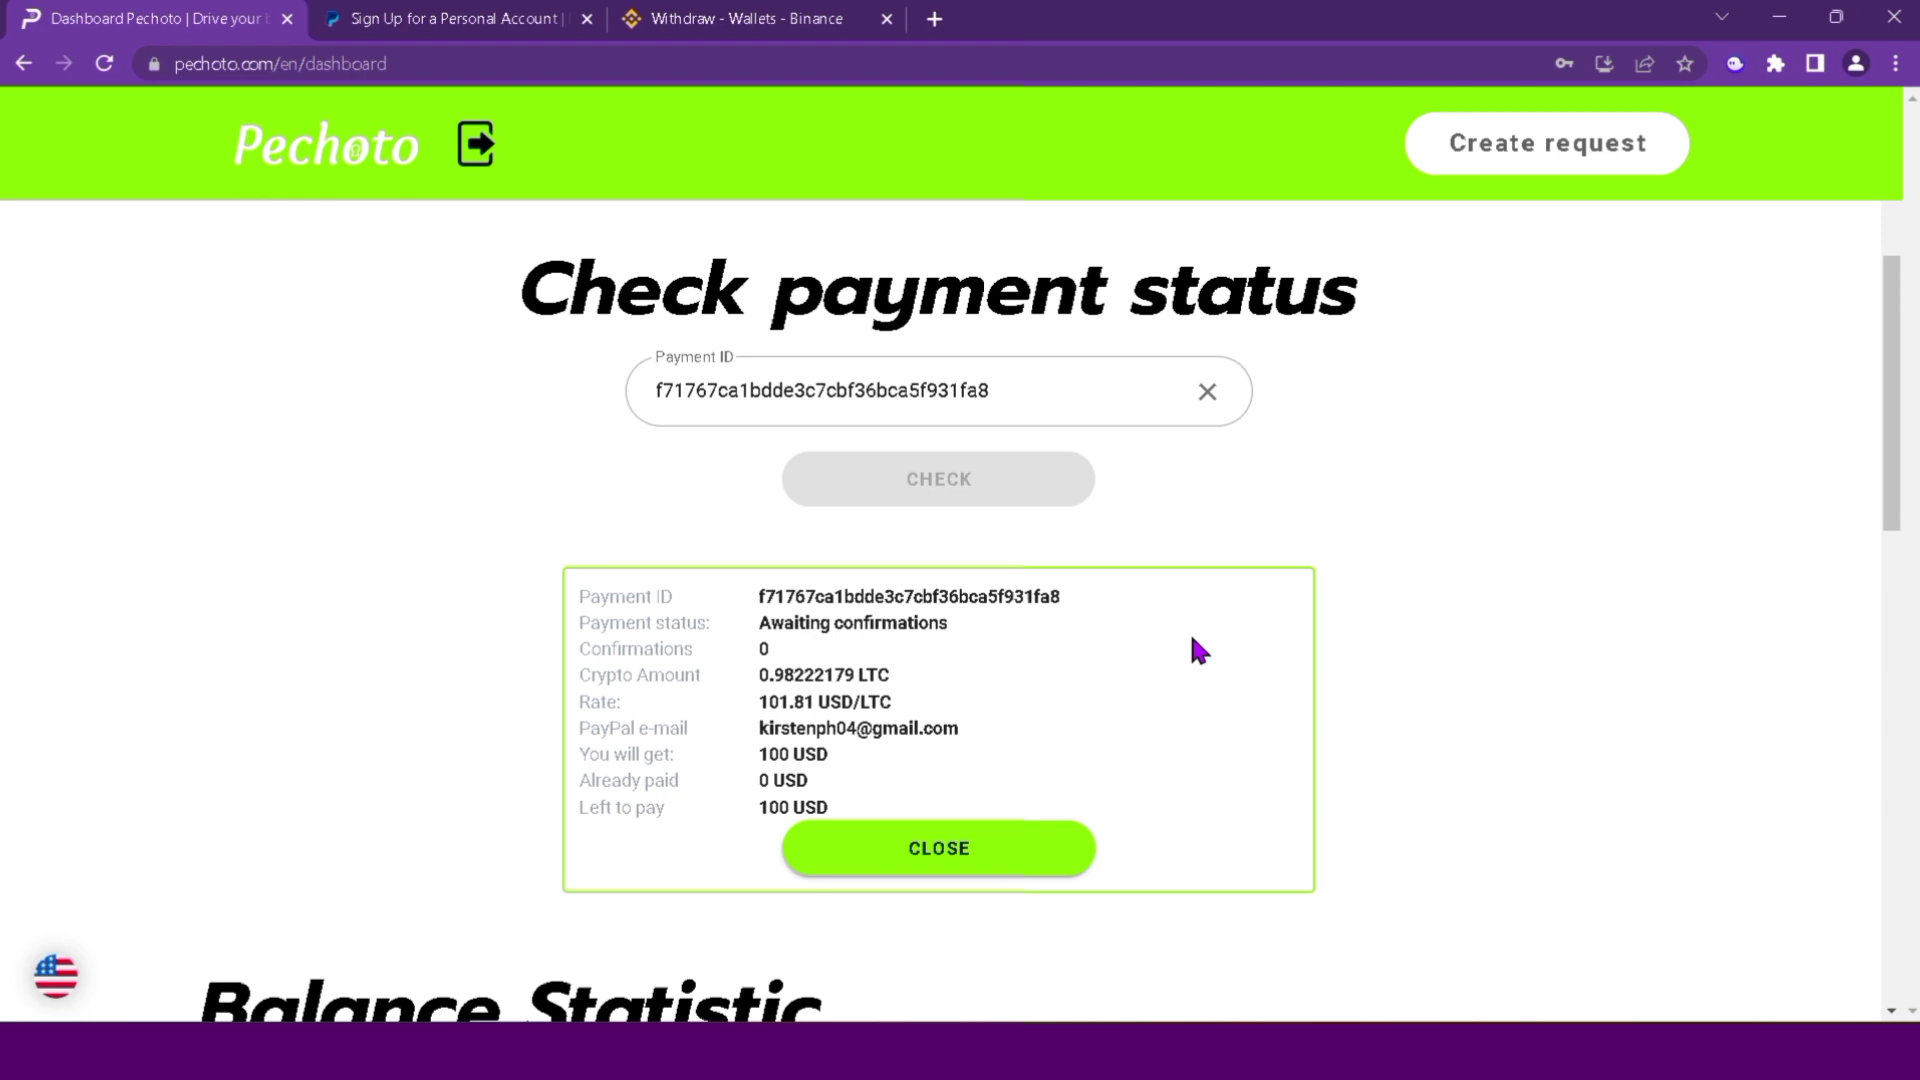 Dashboard Pechoto | Drive your b
Sign Up for a Personal Account |
Withdraw - Wallets - Binance
pechoto.com/en/dashboard
Pechoto
Create request
Check payment status
Payment ID
f71767ca1bdde3c7cbf36bca5f931fa8
CHECK
Payment ID f71767ca1bdde3c7cbf36bca5f931fa8
Payment status: Awaiting confirmations
Confirmations 0
Crypto Amount 0.98222179 LTC
Rate: 101.81 USD/LTC
PayPal e-mail kirstenph04@gmail.com
You will get: 100 USD
Already paid 0 USD
Left to pay 100 USD
CLOSE
Balance Statistic